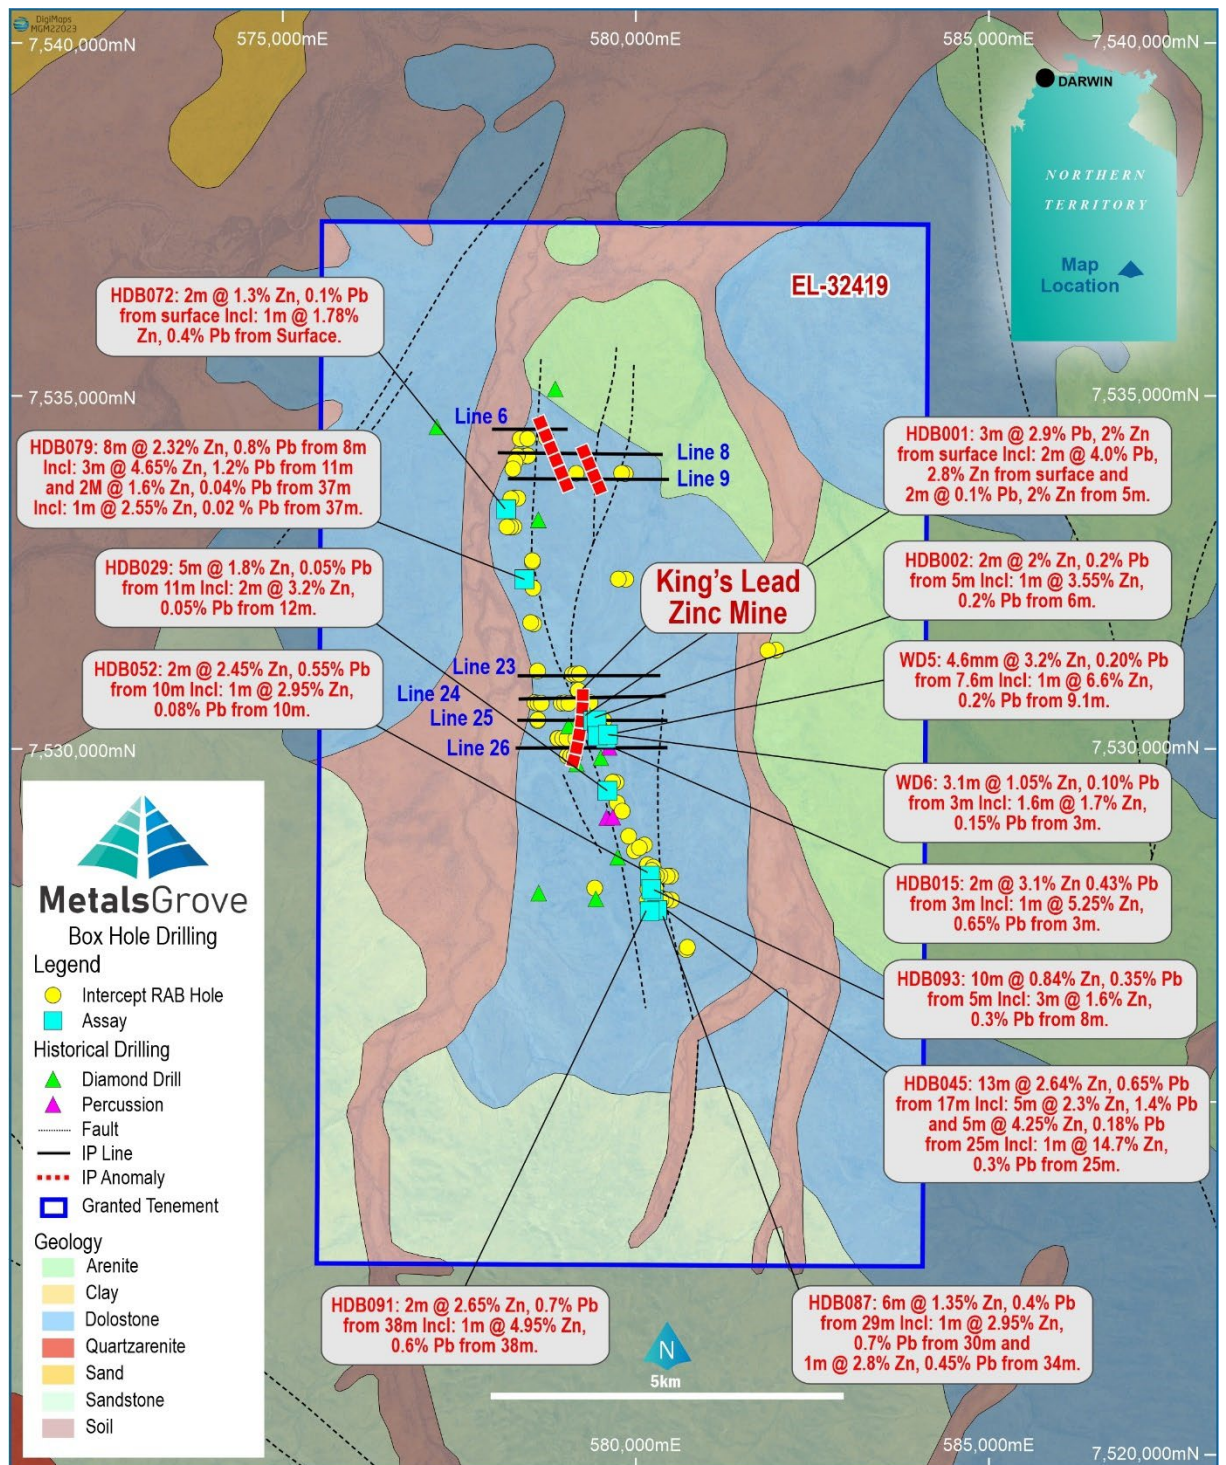 DigiMaps
MGM22023
7,540,000mN
575,000mE
580,000mE
585,000mE
7,540,000mN
DARWIN
NORTHERN
TERRITORY
Map
Location
EL-32419
HDB072: 2m @ 1.3% Zn, 0.1% Pb
from surface Incl: 1m @ 1.78%
Zn, 0.4% Pb from Surface.
7,535,000mN
7,535,000mN
Line 6
Line 8
Line 9
HDB079: 8m @ 2.32% Zn, 0.8% Pb from 8m
Incl: 3m @ 4.65% Zn, 1.2% Pb from 11m
and 2M @ 1.6% Zn, 0.04% Pb from 37m
Incl: 1m @ 2.55% Zn, 0.02 % Pb from 37m.
HDB001: 3m @ 2.9% Pb, 2% Zn
from surface Incl: 2m @ 4.0% Pb,
2.8% Zn from surface and
2m @ 0.1% Pb, 2% Zn from 5m.
HDB029: 5m @ 1.8% Zn, 0.05% Pb
from 11m Incl: 2m @ 3.2% Zn,
0.05% Pb from 12m.
King's Lead
Zinc Mine
HDB002: 2m @ 2% Zn, 0.2% Pb
from 5m Incl: 1m @ 3.55% Zn,
0.2% Pb from 6m.
HDB052: 2m @ 2.45% Zn, 0.55% Pb
from 10m Incl: 1m @ 2.95% Zn,
0.08% Pb from 10m.
Line 23
Line 24
Line 25
Line 26
WD5: 4.6mm @ 3.2% Zn, 0.20% Pb
from 7.6m Incl: 1m @ 6.6% Zn,
0.2% Pb from 9.1m.
7,530,000mN
7,530,000mN
WD6: 3.1m @ 1.05% Zn, 0.10% Pb
from 3m Incl: 1.6m @ 1.7% Zn,
0.15% Pb from 3m.
HDB015: 2m @ 3.1% Zn 0.43% Pb
from 3m Incl: 1m @ 5.25% Zn,
0.65% Pb from 3m.
HDB093: 10m @ 0.84% Zn, 0.35% Pb
from 5m Incl: 3m @ 1.6% Zn,
0.3% Pb from 8m.
HDB045: 13m @ 2.64% Zn, 0.65% Pb
from 17m Incl: 5m @ 2.3% Zn, 1.4% Pb
and 5m @ 4.25% Zn, 0.18% Pb
from 25m Incl: 1m @ 14.7% Zn,
0.3% Pb from 25m.
MetalsGrove
Box Hole Drilling
Legend
Intercept RAB Hole
Assay
Historical Drilling
Diamond Drill
Percussion
Fault
IP Line
IP Anomaly
Granted Tenement
Geology
Arenite
Clay
Dolostone
Quartzarenite
Sand
Sandstone
Soil
HDB091: 2m @ 2.65% Zn, 0.7% Pb
from 38m Incl: 1m @ 4.95% Zn,
0.6% Pb from 38m.
HDB087: 6m @ 1.35% Zn, 0.4% Pb
from 29m Incl: 1m @ 2.95% Zn,
0.7% Pb from 30m and
1m @ 2.8% Zn, 0.45% Pb from 34m.
N
5km
580,000mE
585,000mE
7,520,000mN